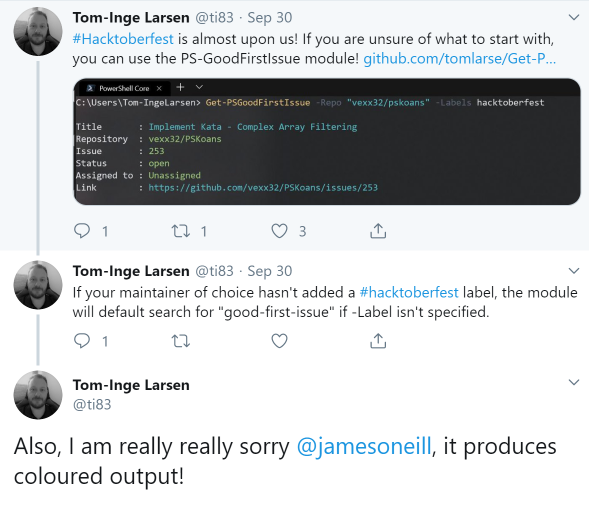 Tom-Inge Larsen @ti83 · Sep 30
#Hacktoberfest is almost upon us! If you are unsure of what to start with,
you can use the PS-GoodFirstIssue module! github.com/tomlarse/Get-P...
PowerShell Core × +
C:\Users\Tom-IngeLarsen> Get-PSGoodFirstIssue -Repo "vexx32/pskoans" -Labels hacktoberfest
Title : Implement Kata - Complex Array Filtering
Repository : vexx32/PSKoans
Issue : 253
Status : open
Assigned to : Unassigned
Link : https://github.com/vexx32/PSKoans/issues/253
1 1 3
Tom-Inge Larsen @ti83 · Sep 30
If your maintainer of choice hasn't added a #hacktoberfest label, the module
will default search for "good-first-issue" if -Label isn't specified.
1
Tom-Inge Larsen
@ti83
Also, I am really really sorry @jamesoneill, it produces
coloured output!